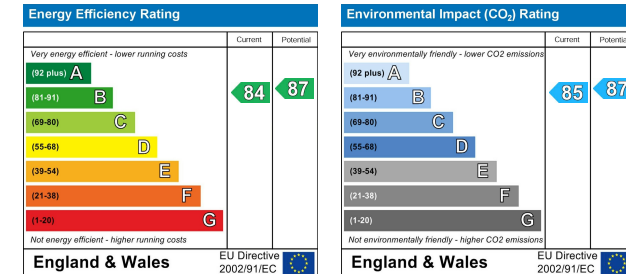 Energy Efficiency Rating
Current Potential
Very energy efficient - lower running costs
(92 plus) A
(81-91) B
84 87
(69-80) C
(55-68) D
(39-54) E
(21-38) F
(1-20) G
Not energy efficient - higher running costs
England & Wales
EU Directive
2002/91/EC
Environmental Impact (CO₂) Rating
Current Potential
Very environmentally friendly - lower CO2 emissions
(92 plus) A
(81-91) B
85 87
(69-80) C
(55-68) D
(39-54) E
(21-38) F
(1-20) G
Not environmentally friendly - higher CO2 emissions
England & Wales
EU Directive
2002/91/EC